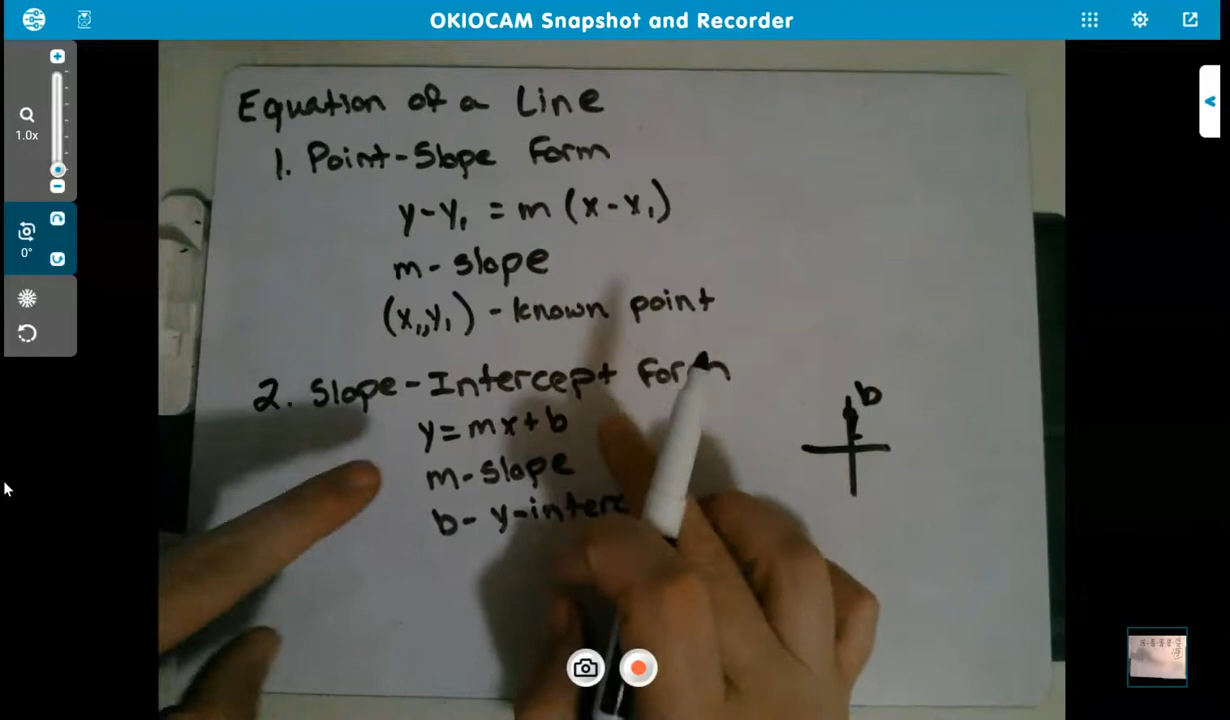 OKIOCAM Snapshot and Recorder
1.0x
0°
Equation of a Line
1. Point-Slope Form
y-y₁ = m (x-x₁)
m- slope
(x₁,y₁) - known point
2. Slope-Intercept Form
y=mx+b
m-slope
b- y-interc
b